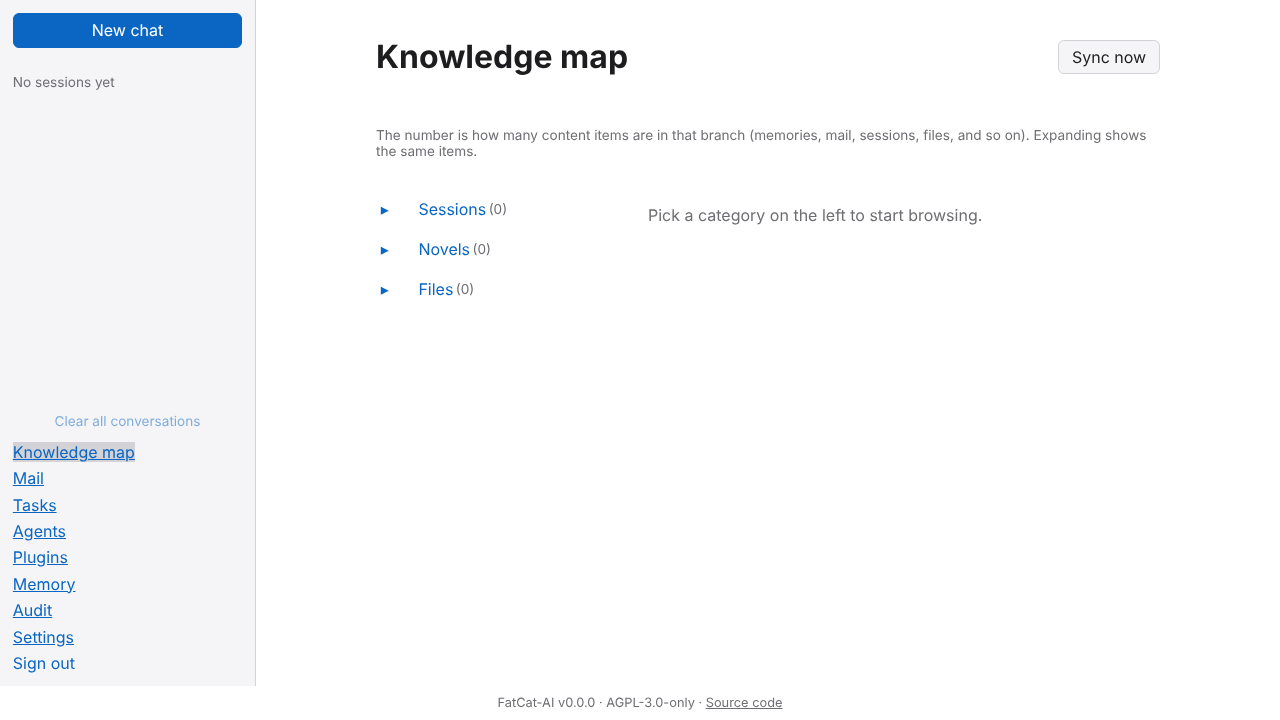 New chat
No sessions yet
Clear all conversations
Knowledge map
Mail
Tasks
Agents
Plugins
Memory
Audit
Settings
Sign out
Knowledge map
Sync now
The number is how many content items are in that branch (memories, mail, sessions, files, and so on). Expanding shows
the same items.
Sessions (0)
Novels (0)
Files (0)
Pick a category on the left to start browsing.
FatCat-AI v0.0.0 · AGPL-3.0-only · Source code